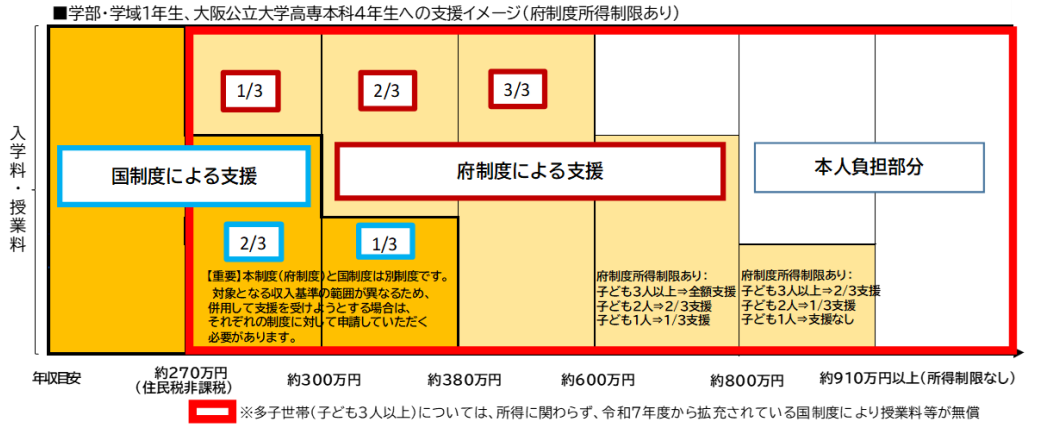 ■学部・学域1年生、大阪公立大学高専本科4年生への支援イメージ(府制度所得制限あり)
1/3
2/3
3/3
入学料・授業料
国制度による支援
府制度による支援
本人負担部分
2/3
1/3
【重要】本制度(府制度)と国制度は別制度です。
対象となる収入基準の範囲が異なるため、
併用して支援を受けようとする場合は、
それぞれの制度に対して申請していただく
必要があります。
府制度所得制限あり:
子ども3人以上⇒全額支援
子ども2人⇒2/3支援
子ども1人⇒1/3支援
府制度所得制限あり:
子ども3人以上⇒2/3支援
子ども2人⇒1/3支援
子ども1人⇒支援なし
年収目安
約270万円
(住民税非課税)
約300万円
約380万円
約600万円
約800万円
約910万円以上(所得制限なし)
※多子世帯(子ども3人以上)については、所得に関わらず、令和7年度から拡充されている国制度により授業料等が無償